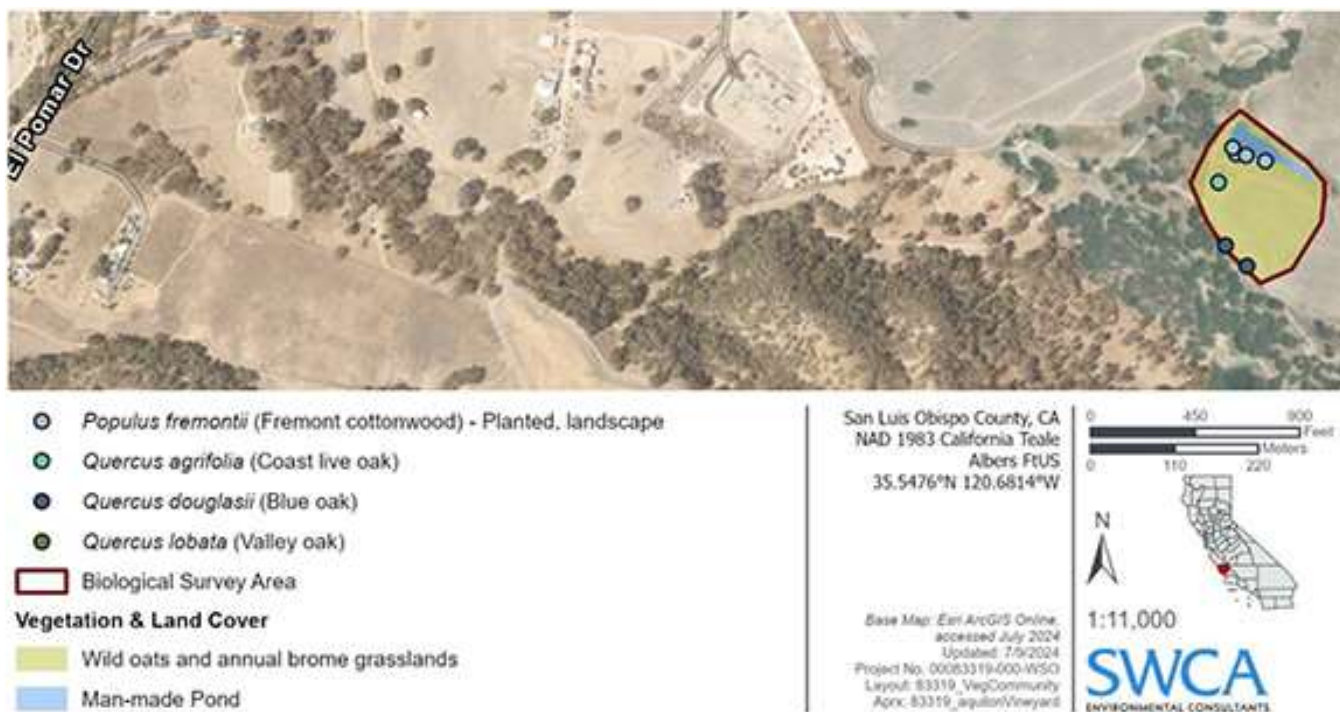 El Pomar Dr
Populus fremontii (Fremont cottonwood) - Planted, landscape
Quercus agrifolia (Coast live oak)
Quercus douglasii (Blue oak)
Quercus lobata (Valley oak)
Biological Survey Area
Vegetation & Land Cover
Wild oats and annual brome grasslands
Man-made Pond
San Luis Obispo County, CA
NAD 1983 California Teale
Albers FtUS
35.5476°N 120.6814°W
Base Map: Esri ArcGIS Online,
accessed July 2024
Updated: 7/9/2024
Project No. 00083319-000-WSO
Layout: 83319_VegCommunity
Aprx: 83319_aquilonVineyard
0 450 900
Feet
Meters
0 110 220
N
1:11,000
SWCA
ENVIRONMENTAL CONSULTANTS